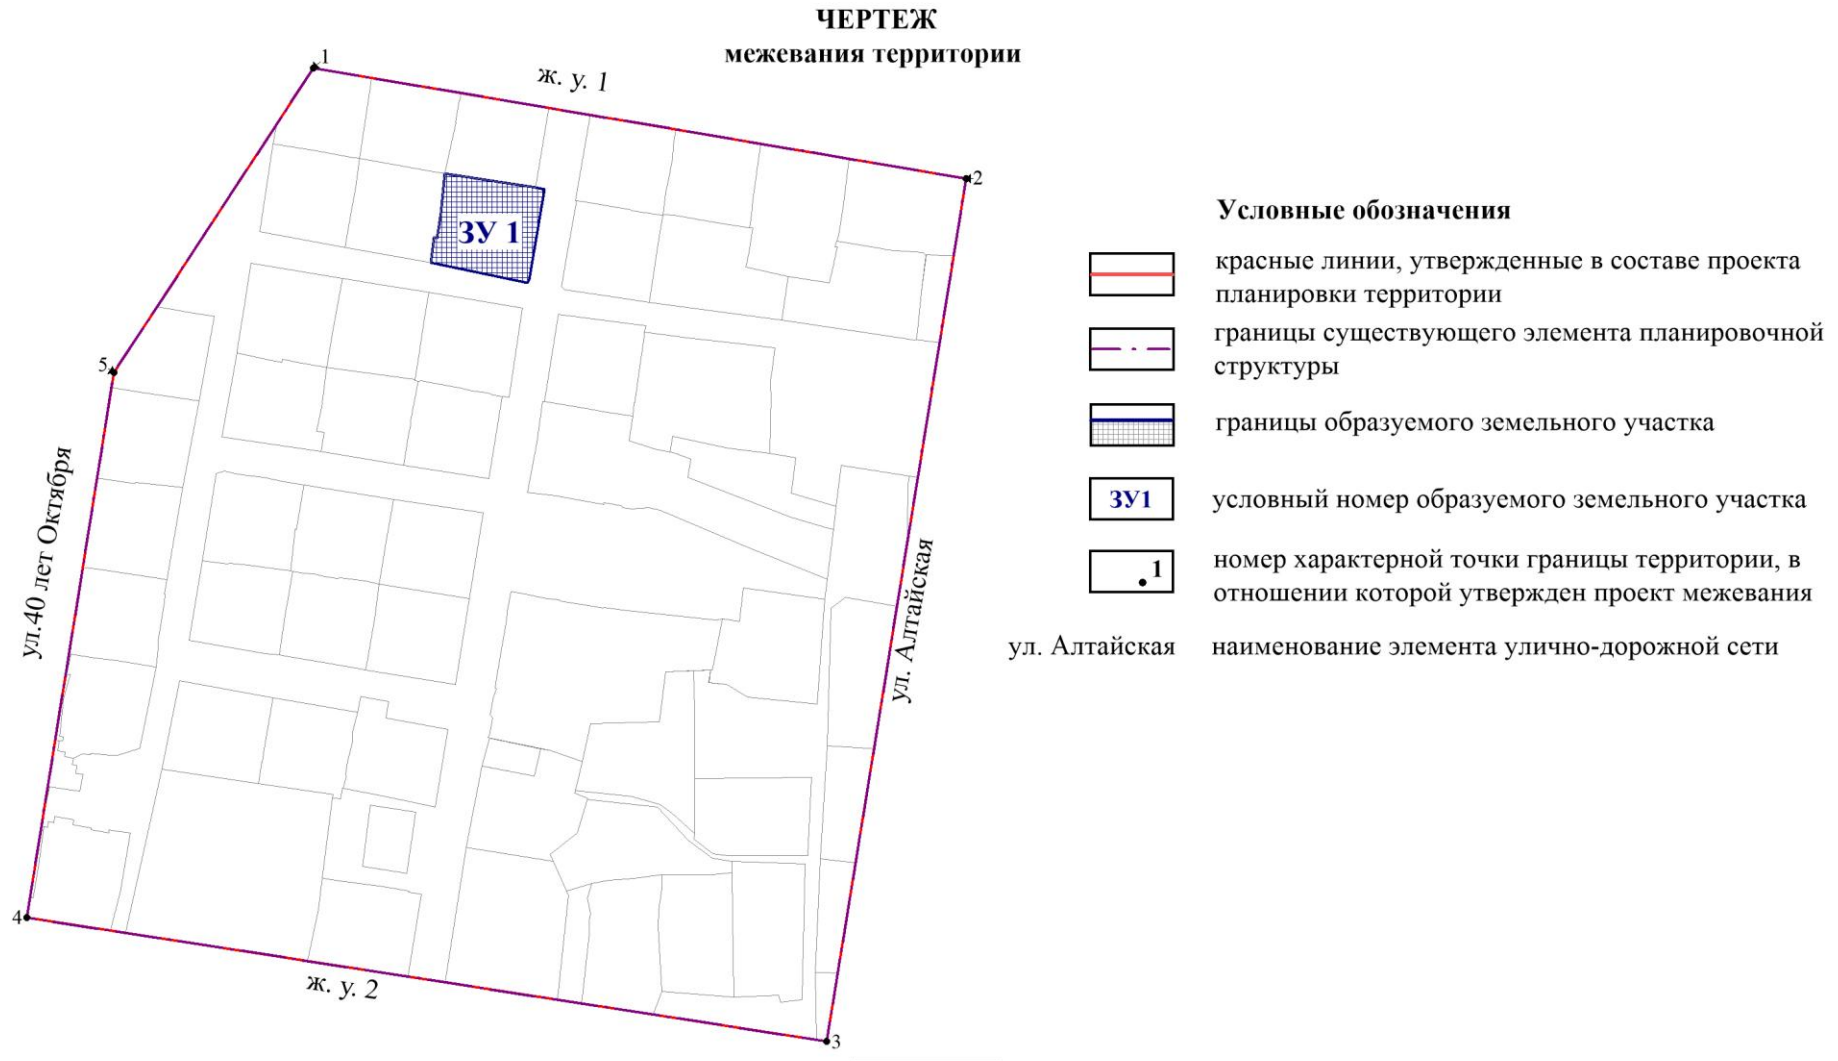 ЧЕРТЕЖ
межевания территории
1
ж. у. 1
2
ЗУ 1
5
ул.40 лет Октября
ул. Алтайская
4
ж. у. 2
3
Условные обозначения
красные линии, утвержденные в составе проекта
планировки территории
границы существующего элемента планировочной
структуры
границы образуемого земельного участка
ЗУ1
условный номер образуемого земельного участка
1
номер характерной точки границы территории, в
отношении которой утвержден проект межевания
ул. Алтайская
наименование элемента улично-дорожной сети